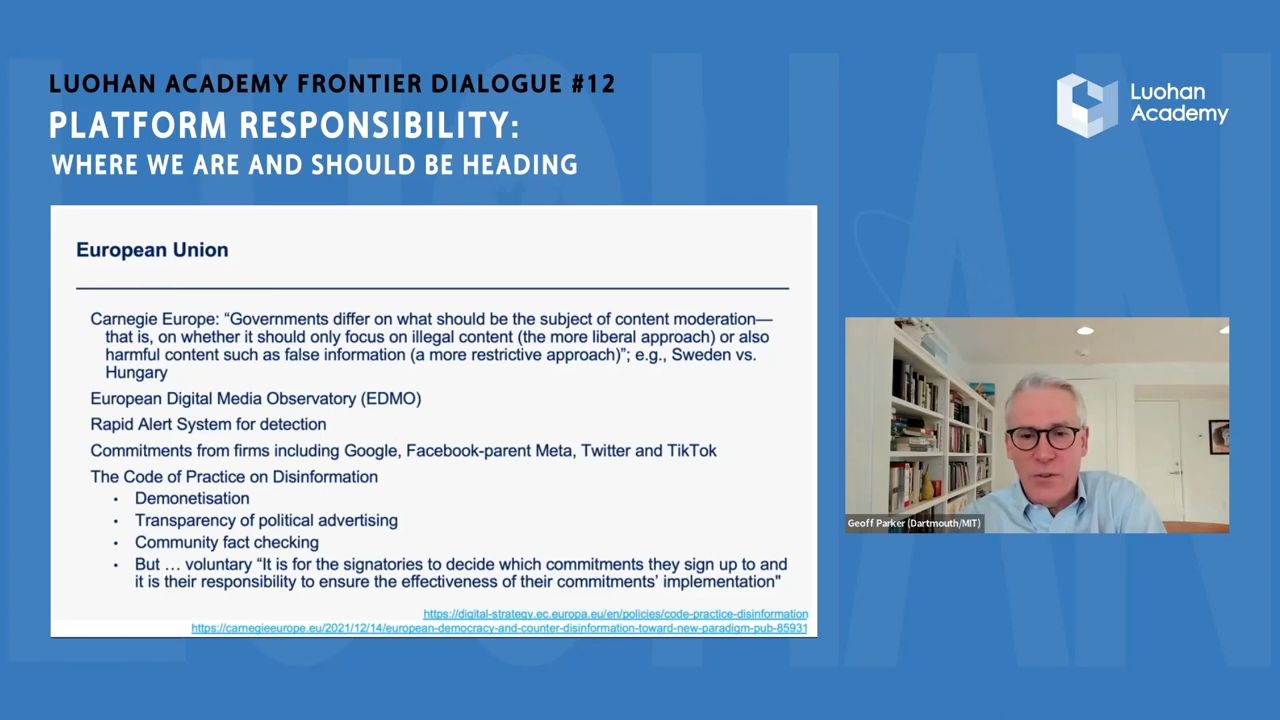 LUOHAN ACADEMY FRONTIER DIALOGUE #12
PLATFORM RESPONSIBILITY:
WHERE WE ARE AND SHOULD BE HEADING
Luohan
Academy
European Union
Carnegie Europe: “Governments differ on what should be the subject of content moderation—
that is, on whether it should only focus on illegal content (the more liberal approach) or also
harmful content such as false information (a more restrictive approach)”; e.g., Sweden vs.
Hungary
European Digital Media Observatory (EDMO)
Rapid Alert System for detection
Commitments from firms including Google, Facebook-parent Meta, Twitter and TikTok
The Code of Practice on Disinformation
• Demonetisation
• Transparency of political advertising
• Community fact checking
• But … voluntary “It is for the signatories to decide which commitments they sign up to and
it is their responsibility to ensure the effectiveness of their commitments’ implementation"
https://digital-strategy.ec.europa.eu/en/policies/code-practice-disinformation
https://carnegieeurope.eu/2021/12/14/european-democracy-and-counter-disinformation-toward-new-paradigm-pub-85931
Geoff Parker (Dartmouth/MIT)
LUOHAN